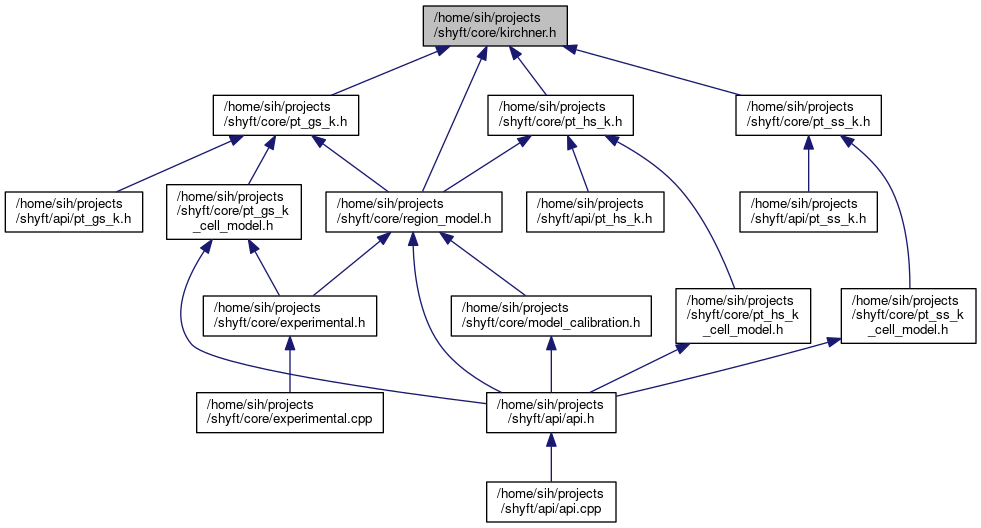 /home/sih/projects
/shyft/core/kirchner.h
/home/sih/projects
/shyft/core/pt_gs_k.h
/home/sih/projects
/shyft/core/pt_hs_k.h
/home/sih/projects
/shyft/core/pt_ss_k.h
/home/sih/projects
/shyft/api/pt_gs_k.h
/home/sih/projects
/shyft/core/pt_gs_k
_cell_model.h
/home/sih/projects
/shyft/core/region_model.h
/home/sih/projects
/shyft/api/pt_hs_k.h
/home/sih/projects
/shyft/api/pt_ss_k.h
/home/sih/projects
/shyft/core/experimental.h
/home/sih/projects
/shyft/core/model_calibration.h
/home/sih/projects
/shyft/core/pt_hs_k
_cell_model.h
/home/sih/projects
/shyft/core/pt_ss_k
_cell_model.h
/home/sih/projects
/shyft/core/experimental.cpp
/home/sih/projects
/shyft/api/api.h
/home/sih/projects
/shyft/api/api.cpp